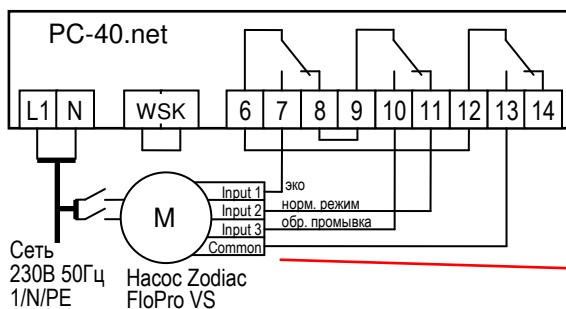 PC-40.net
L1 N WSK 6 7 8 9 10 11 12 13 14
Input 1 эко
Input 2 норм. режим
Input 3 обр. промывка
Common
M
Сеть
230В 50Гц
1/N/PE
Насос Zodiac
FloPro VS